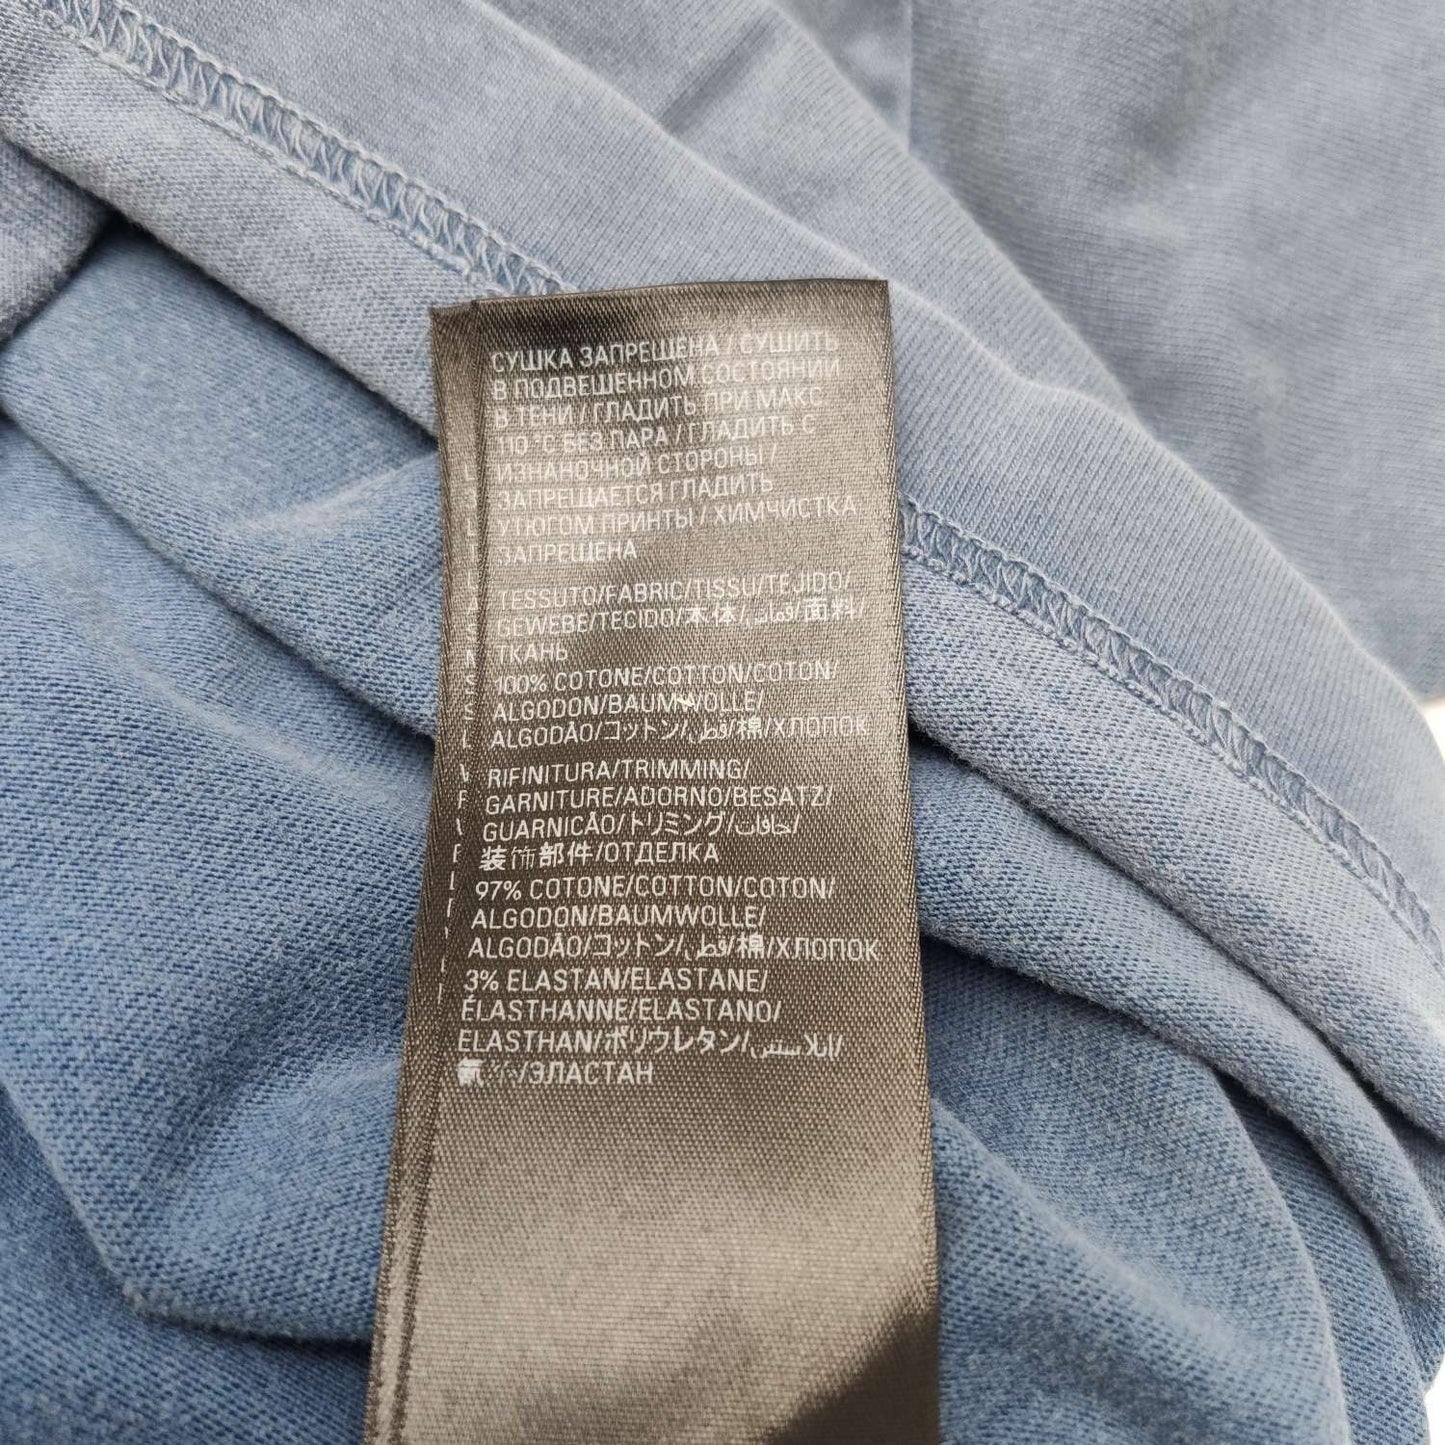 СУШКА ЗАПРЕЩЕНА / СУШИТЬ
В ПОДВЕШЕННОМ СОСТОЯНИИ
В ТЕНИ / ГЛАДИТЬ ПРИ МАКС
110 °C БЕЗ ПАРА / ГЛАДИТЬ С
ИЗНАНОЧНОЙ СТОРОНЫ /
ЗАПРЕЩАЕТСЯ ГЛАДИТЬ
УТЮГОМ ПРИНТЫ / ХИМЧИСТКА
ЗАПРЕЩЕНА
TESSUTO/FABRIC/TISSU/TEJIDO/
GEWEBE/TECIDO/本体/قماش/面料/
ТКАНЬ
100% COTONE/COTTON/COTON/
ALGODON/BAUMWOLLE/
ALGODÃO/コットン/قطن/棉/ХЛОПОК
RIFINITURA/TRIMMING/
GARNITURE/ADORNO/BESATZ/
GUARNICÃO/トリミング/حافات/
装饰部件/ОТДЕЛКА
97% COTONE/COTTON/COTON/
ALGODON/BAUMWOLLE/
ALGODÃO/コットン/قطن/棉/ХЛОПОК
3% ELASTAN/ELASTANE/
ÉLASTHANNE/ELASTANO/
ELASTHAN/ポリウレタン/إيلاستين/
氨纶/ЭЛАСТАН